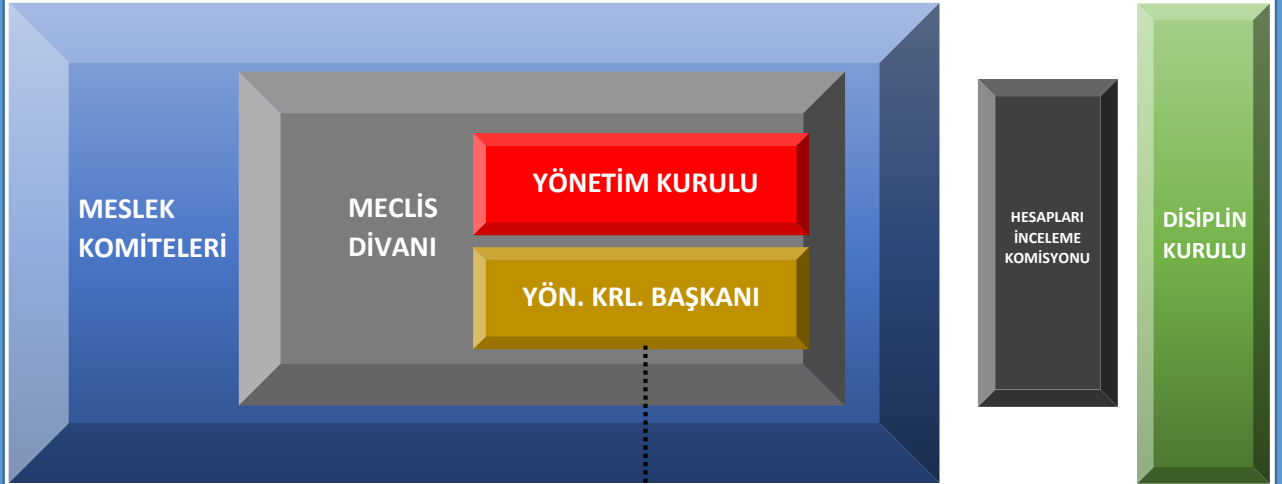 MESLEK
KOMİTELERİ
MECLİS
DİVANI
YÖNETİM KURULU
YÖN. KRL. BAŞKANI
HESAPLARI
İNCELEME
KOMİSYONU
DİSİPLİN
KURULU